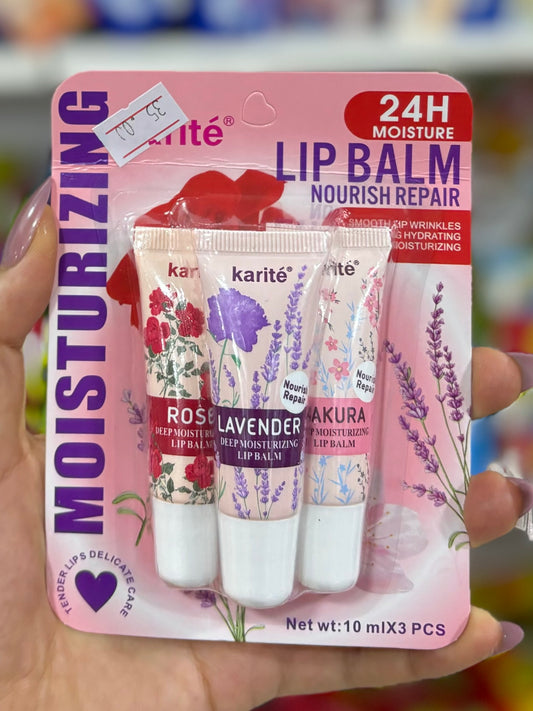 35.00
karité®
MOISTURIZING
24H
MOISTURE
LIP BALM
NOURISH REPAIR
SMOOTH LIP WRINKLES
HYDRATING
MOISTURIZING
karité
ROSE
DEEP MOISTURIZING
LIP BALM
karité®
Nourish
Repair
LAVENDER
DEEP MOISTURIZING
LIP BALM
karité®
Nourish
Repair
SAKURA
DEEP MOISTURIZING
LIP BALM
TENDER LIPS DELICATE CARE
Net wt:10 mlX3 PCS